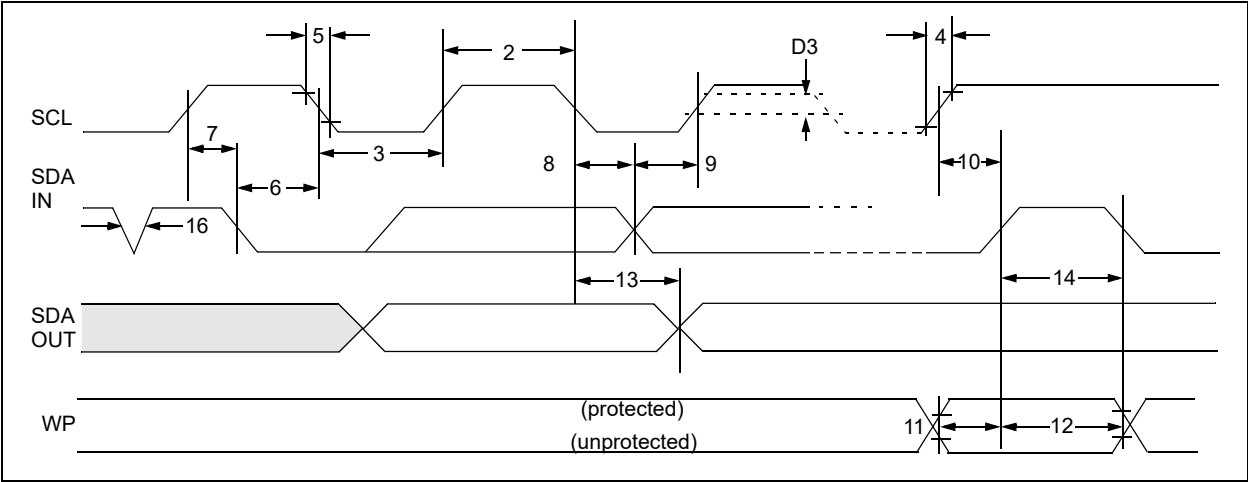 5
2
D3
4
SCL
7
3
8
9
10
SDA
IN
6
16
13
14
SDA
OUT
(protected)
WP
11
12
(unprotected)